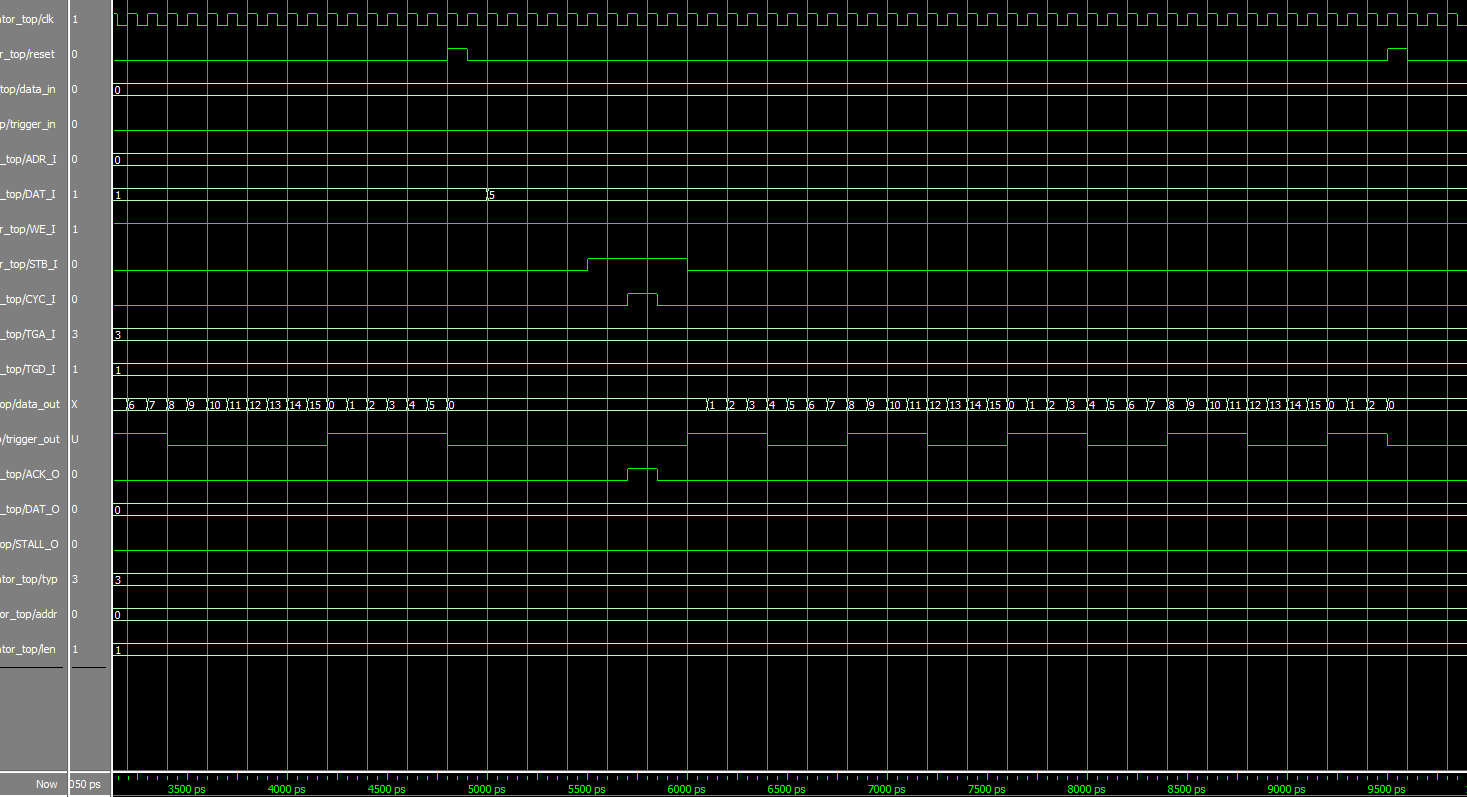 ator_top/clk 1
r_top/reset 0
top/data_in 0 0
p/trigger_in 0
_top/ADR_I 0 0
_top/DAT_I 1 1 5
r_top/WE_I 1
r_top/STB_I 0
_top/CYC_I 0
_top/TGA_I 3 3
_top/TGD_I 1 1
op/data_out X 6 7 8 9 10 11 12 13 14 15 0 1 2 3 4 5 0 1 2 3 4 5 6 7 8 9 10 11 12 13 14 15 0 1 2 3 4 5 6 7 8 9 10 11 12 13 14 15 0 1 2 0
/trigger_out U
_top/ACK_O 0
_top/DAT_O 0 0
op/STALL_O 0
ator_top/typ 3 3
or_top/addr 0 0
ator_top/len 1 1
Now 050 ps 3500 ps 4000 ps 4500 ps 5000 ps 5500 ps 6000 ps 6500 ps 7000 ps 7500 ps 8000 ps 8500 ps 9000 ps 9500 ps